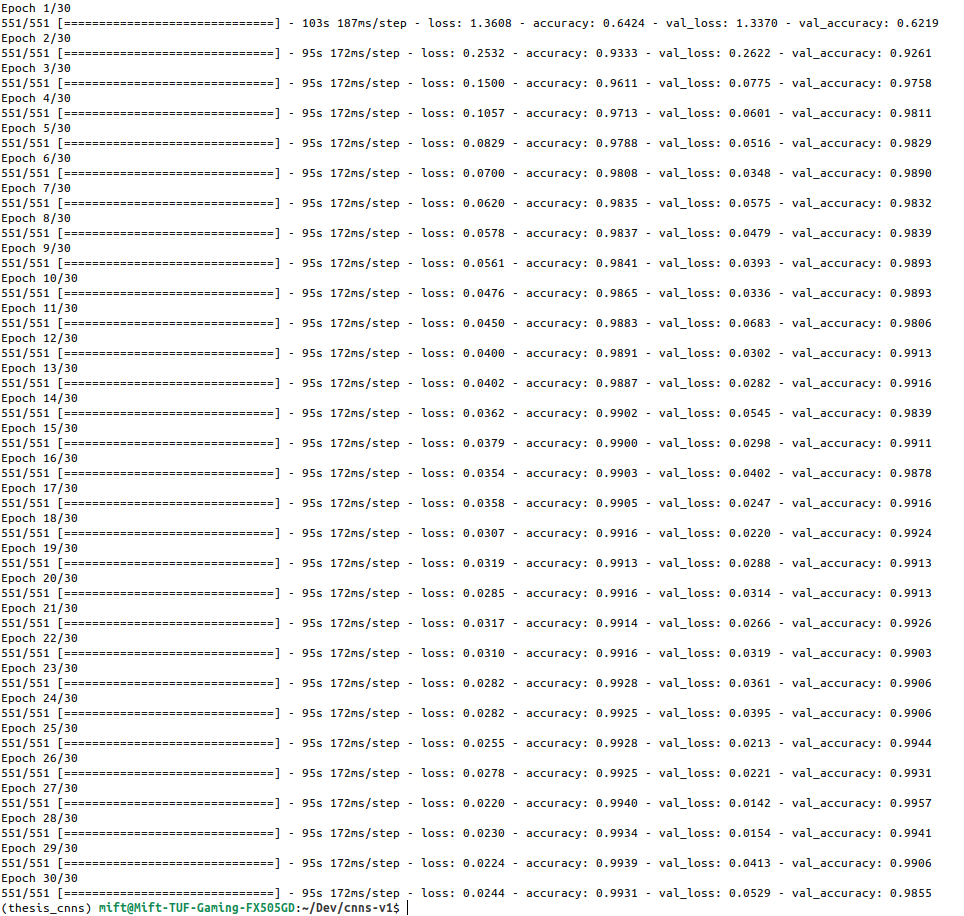 Epoch 1/30
551/551 [==============================] - 103s 187ms/step - loss: 1.3608 - accuracy: 0.6424 - val_loss: 1.3370 - val_accuracy: 0.6219
Epoch 2/30
551/551 [==============================] - 95s 172ms/step - loss: 0.2532 - accuracy: 0.9333 - val_loss: 0.2622 - val_accuracy: 0.9261
Epoch 3/30
551/551 [==============================] - 95s 172ms/step - loss: 0.1500 - accuracy: 0.9611 - val_loss: 0.0775 - val_accuracy: 0.9758
Epoch 4/30
551/551 [==============================] - 95s 172ms/step - loss: 0.1057 - accuracy: 0.9713 - val_loss: 0.0601 - val_accuracy: 0.9811
Epoch 5/30
551/551 [==============================] - 95s 172ms/step - loss: 0.0829 - accuracy: 0.9788 - val_loss: 0.0516 - val_accuracy: 0.9829
Epoch 6/30
551/551 [==============================] - 95s 172ms/step - loss: 0.0700 - accuracy: 0.9808 - val_loss: 0.0348 - val_accuracy: 0.9890
Epoch 7/30
551/551 [==============================] - 95s 172ms/step - loss: 0.0620 - accuracy: 0.9835 - val_loss: 0.0575 - val_accuracy: 0.9832
Epoch 8/30
551/551 [==============================] - 95s 172ms/step - loss: 0.0578 - accuracy: 0.9837 - val_loss: 0.0479 - val_accuracy: 0.9839
Epoch 9/30
551/551 [==============================] - 95s 172ms/step - loss: 0.0561 - accuracy: 0.9841 - val_loss: 0.0393 - val_accuracy: 0.9893
Epoch 10/30
551/551 [==============================] - 95s 172ms/step - loss: 0.0476 - accuracy: 0.9865 - val_loss: 0.0336 - val_accuracy: 0.9893
Epoch 11/30
551/551 [==============================] - 95s 172ms/step - loss: 0.0450 - accuracy: 0.9883 - val_loss: 0.0683 - val_accuracy: 0.9806
Epoch 12/30
551/551 [==============================] - 95s 172ms/step - loss: 0.0400 - accuracy: 0.9891 - val_loss: 0.0302 - val_accuracy: 0.9913
Epoch 13/30
551/551 [==============================] - 95s 172ms/step - loss: 0.0402 - accuracy: 0.9887 - val_loss: 0.0282 - val_accuracy: 0.9916
Epoch 14/30
551/551 [==============================] - 95s 172ms/step - loss: 0.0362 - accuracy: 0.9902 - val_loss: 0.0545 - val_accuracy: 0.9839
Epoch 15/30
551/551 [==============================] - 95s 172ms/step - loss: 0.0379 - accuracy: 0.9900 - val_loss: 0.0298 - val_accuracy: 0.9911
Epoch 16/30
551/551 [==============================] - 95s 172ms/step - loss: 0.0354 - accuracy: 0.9903 - val_loss: 0.0402 - val_accuracy: 0.9878
Epoch 17/30
551/551 [==============================] - 95s 172ms/step - loss: 0.0358 - accuracy: 0.9905 - val_loss: 0.0247 - val_accuracy: 0.9916
Epoch 18/30
551/551 [==============================] - 95s 172ms/step - loss: 0.0307 - accuracy: 0.9916 - val_loss: 0.0220 - val_accuracy: 0.9924
Epoch 19/30
551/551 [==============================] - 95s 172ms/step - loss: 0.0319 - accuracy: 0.9913 - val_loss: 0.0288 - val_accuracy: 0.9913
Epoch 20/30
551/551 [==============================] - 95s 172ms/step - loss: 0.0285 - accuracy: 0.9916 - val_loss: 0.0314 - val_accuracy: 0.9913
Epoch 21/30
551/551 [==============================] - 95s 172ms/step - loss: 0.0317 - accuracy: 0.9914 - val_loss: 0.0266 - val_accuracy: 0.9926
Epoch 22/30
551/551 [==============================] - 95s 172ms/step - loss: 0.0310 - accuracy: 0.9916 - val_loss: 0.0319 - val_accuracy: 0.9903
Epoch 23/30
551/551 [==============================] - 95s 172ms/step - loss: 0.0282 - accuracy: 0.9928 - val_loss: 0.0361 - val_accuracy: 0.9906
Epoch 24/30
551/551 [==============================] - 95s 172ms/step - loss: 0.0282 - accuracy: 0.9925 - val_loss: 0.0395 - val_accuracy: 0.9906
Epoch 25/30
551/551 [==============================] - 95s 172ms/step - loss: 0.0255 - accuracy: 0.9928 - val_loss: 0.0213 - val_accuracy: 0.9944
Epoch 26/30
551/551 [==============================] - 95s 172ms/step - loss: 0.0278 - accuracy: 0.9925 - val_loss: 0.0221 - val_accuracy: 0.9931
Epoch 27/30
551/551 [==============================] - 95s 172ms/step - loss: 0.0220 - accuracy: 0.9940 - val_loss: 0.0142 - val_accuracy: 0.9957
Epoch 28/30
551/551 [==============================] - 95s 172ms/step - loss: 0.0230 - accuracy: 0.9934 - val_loss: 0.0154 - val_accuracy: 0.9941
Epoch 29/30
551/551 [==============================] - 95s 172ms/step - loss: 0.0224 - accuracy: 0.9939 - val_loss: 0.0413 - val_accuracy: 0.9906
Epoch 30/30
551/551 [==============================] - 95s 172ms/step - loss: 0.0244 - accuracy: 0.9931 - val_loss: 0.0529 - val_accuracy: 0.9855
(thesis_cnns) mift@Mift-TUF-Gaming-FX505GD:~/Dev/cnns-v1$